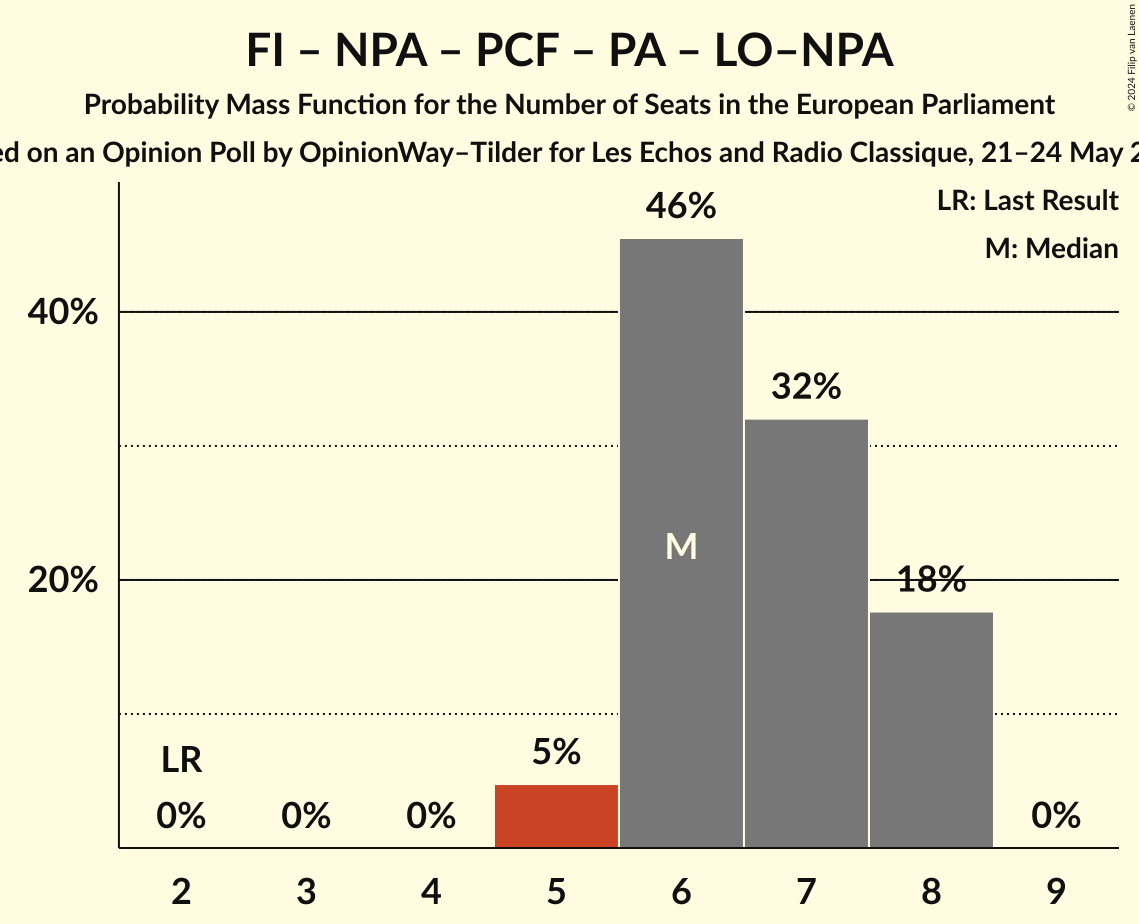 FI – NPA – PCF – PA – LO–NPA
Probability Mass Function for the Number of Seats in the European Parliament
on an Opinion Poll by OpinionWay–Tilder for Les Echos and Radio Classique, 21–24 May
© 2024 Filip van Laenen
LR: Last Result
M: Median
46%
40%
32%
M
20%
18%
LR
5%
0% 0% 0% 0%
2 3 4 5 6 7 8 9